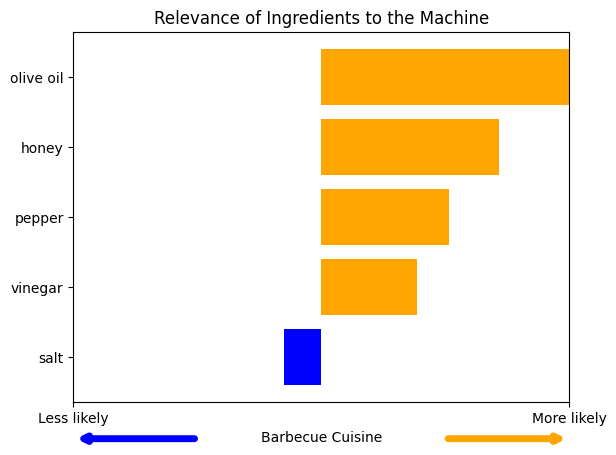 Relevance of Ingredients to the Machine
olive oil
honey
pepper
vinegar
salt
Less likely
More likely
Barbecue Cuisine